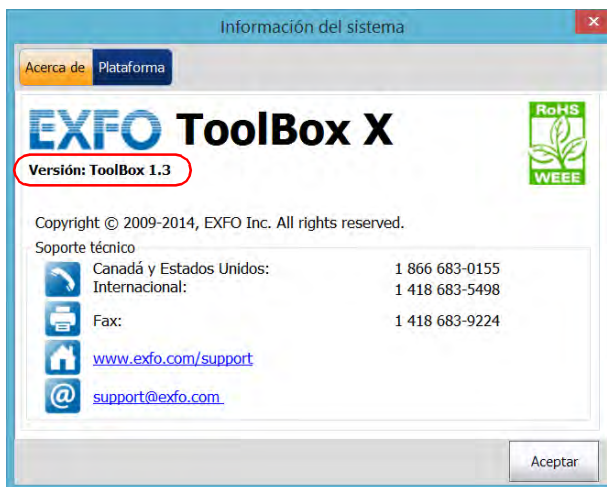 Información del sistema
Acerca de Plataforma
EXFO ToolBox X
RoHS
WEEE
Versión: ToolBox 1.3
Copyright © 2009-2014, EXFO Inc. All rights reserved.
Soporte técnico
Canadá y Estados Unidos: 1 866 683-0155
Internacional: 1 418 683-5498
Fax: 1 418 683-9224
www.exfo.com/support
@ support@exfo.com
Aceptar